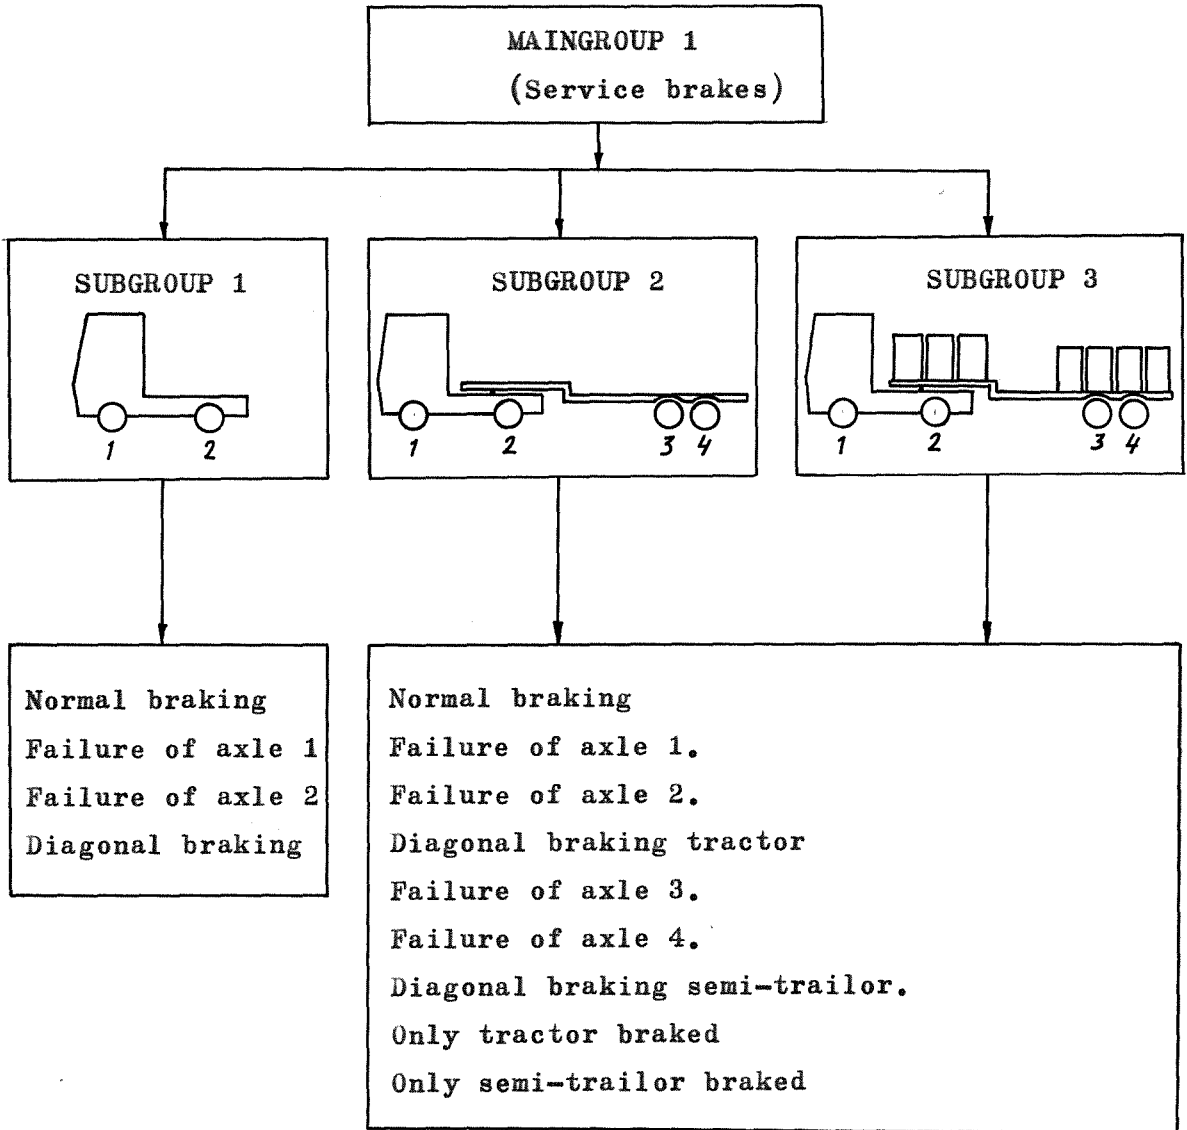 MAINGROUP 1
(Service brakes)
SUBGROUP 1
1 2
SUBGROUP 2
1 2 3 4
SUBGROUP 3
1 2 3 4
Normal braking
Failure of axle 1
Failure of axle 2
Diagonal braking
Normal braking
Failure of axle 1.
Failure of axle 2.
Diagonal braking tractor
Failure of axle 3.
Failure of axle 4.
Diagonal braking semi-trailor.
Only tractor braked
Only semi-trailor braked